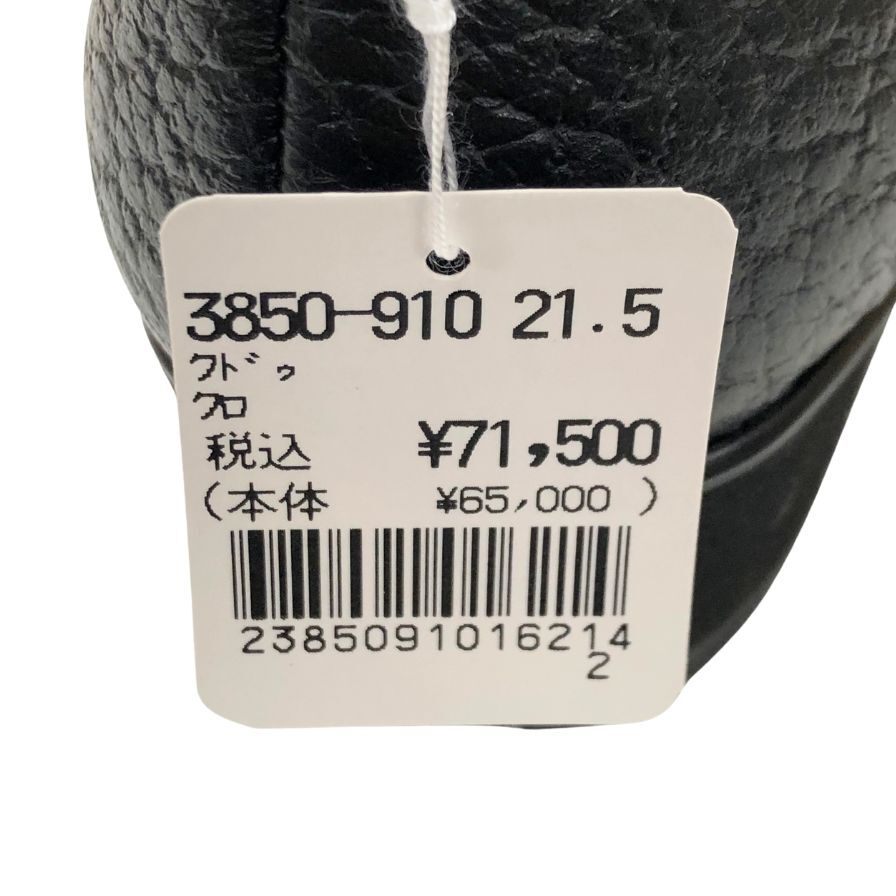 3850-910 21.5
クドゥ
クロ
税込 ¥71,500
(本体 ¥65,000 )
2385091016214
2